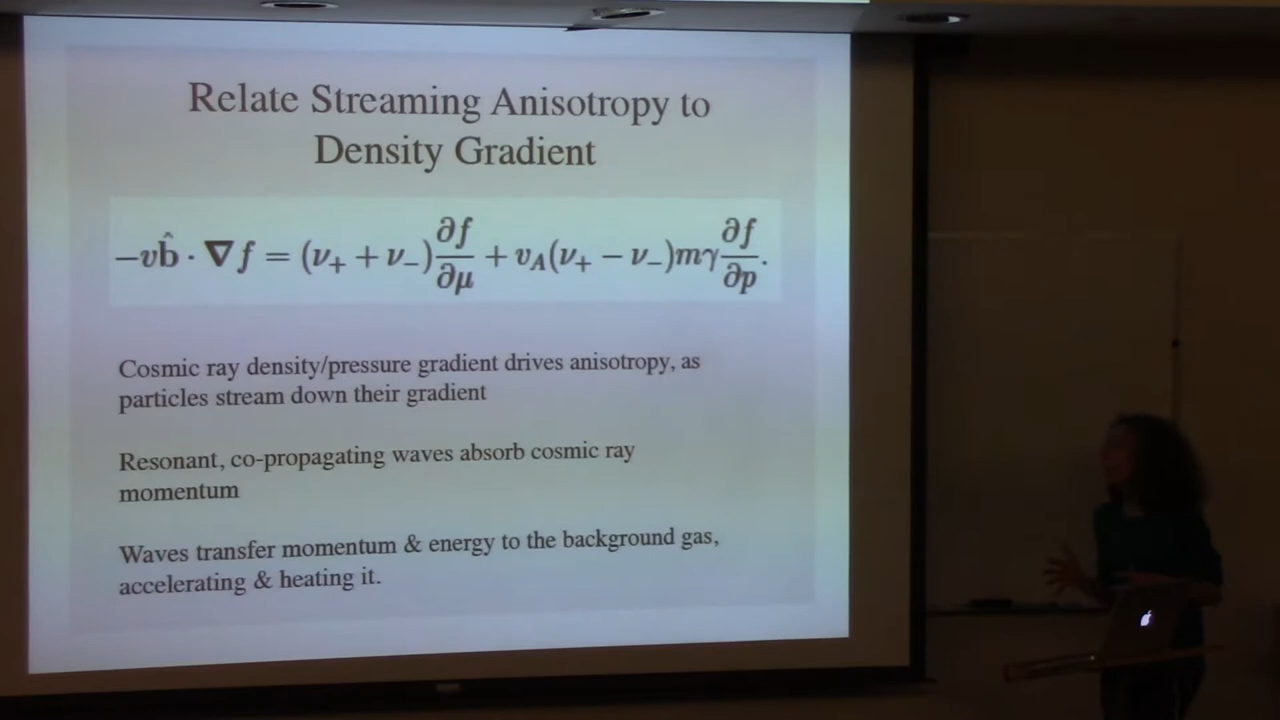 Relate Streaming Anisotropy to
Density Gradient
−vb̂ · ∇f = (ν₊ + ν₋) ∂f/∂μ + v_A(ν₊ − ν₋)mγ ∂f/∂p.
Cosmic ray density/pressure gradient drives anisotropy, as
particles stream down their gradient
Resonant, co-propagating waves absorb cosmic ray
momentum
Waves transfer momentum & energy to the background gas,
accelerating & heating it.